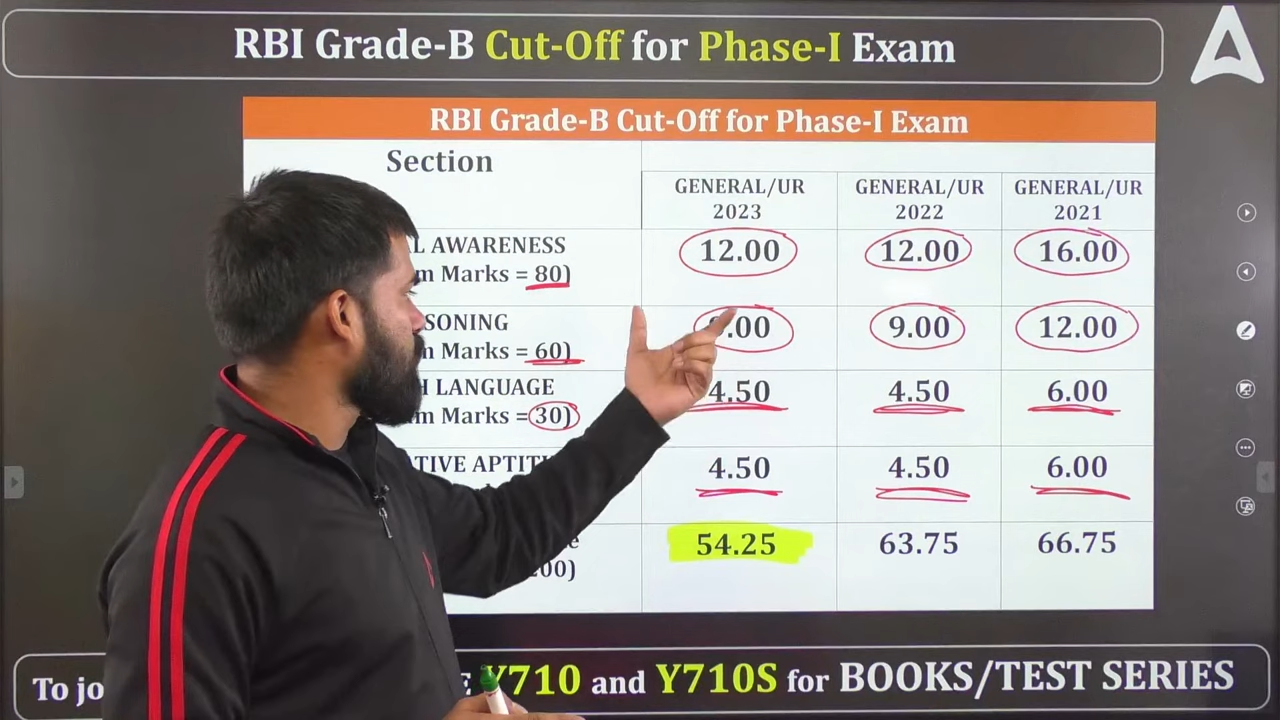 RBI Grade-B Cut-Off for Phase-I Exam
RBI Grade-B Cut-Off for Phase-I Exam
Section
GENERAL/UR 2023
GENERAL/UR 2022
GENERAL/UR 2021
L AWARENESS
m Marks = 80)
12.00 12.00 16.00
SONING
m Marks = 60)
.00 9.00 12.00
H LANGUAGE
m Marks = 30)
4.50 4.50 6.00
TIVE APTIT
4.50 4.50 6.00
e
200)
54.25 63.75 66.75
To jo
E Y710 and Y710S for BOOKS/TEST SERIES